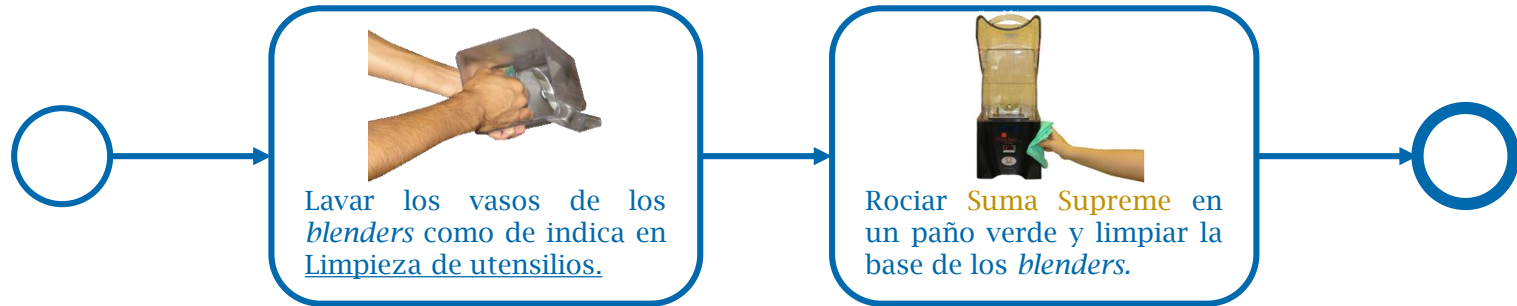 Lavar los vasos de los
blenders como de indica en
Limpieza de utensilios.
Rociar Suma Supreme en
un paño verde y limpiar la
base de los blenders.